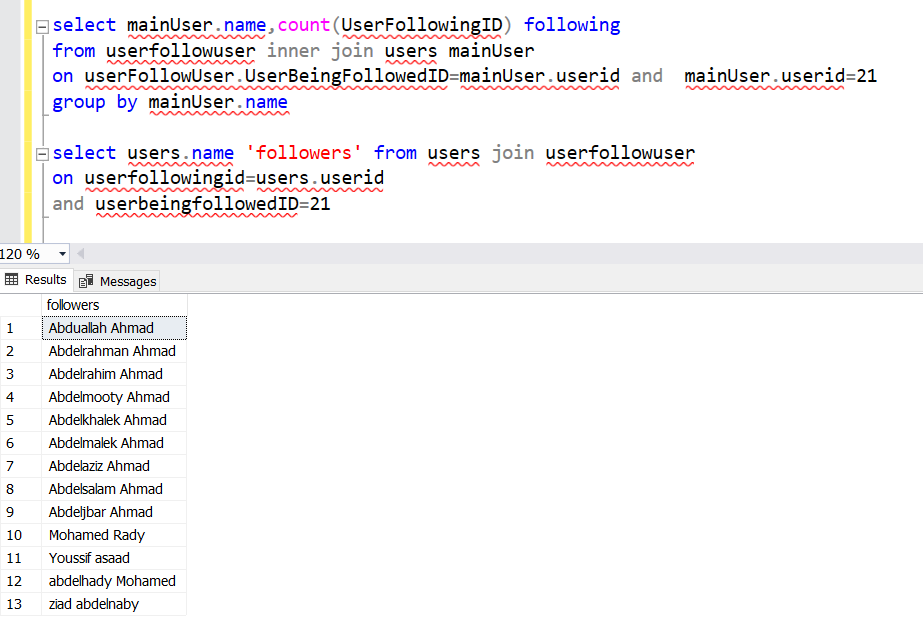 select mainUser.name,count(UserFollowingID) following
from userfollowuser inner join users mainUser
on userFollowUser.UserBeingFollowedID=mainUser.userid and  mainUser.userid=21
group by mainUser.name
select users.name 'followers' from users join userfollowuser
on userfollowingid=users.userid
and userbeingfollowedID=21
120 %
Results Messages
followers
1 Abduallah Ahmad
2 Abdelrahman Ahmad
3 Abdelrahim Ahmad
4 Abdelmooty Ahmad
5 Abdelkhalek Ahmad
6 Abdelmalek Ahmad
7 Abdelaziz Ahmad
8 Abdelsalam Ahmad
9 Abdeljbar Ahmad
10 Mohamed Rady
11 Youssif asaad
12 abdelhady Mohamed
13 ziad abdelnaby